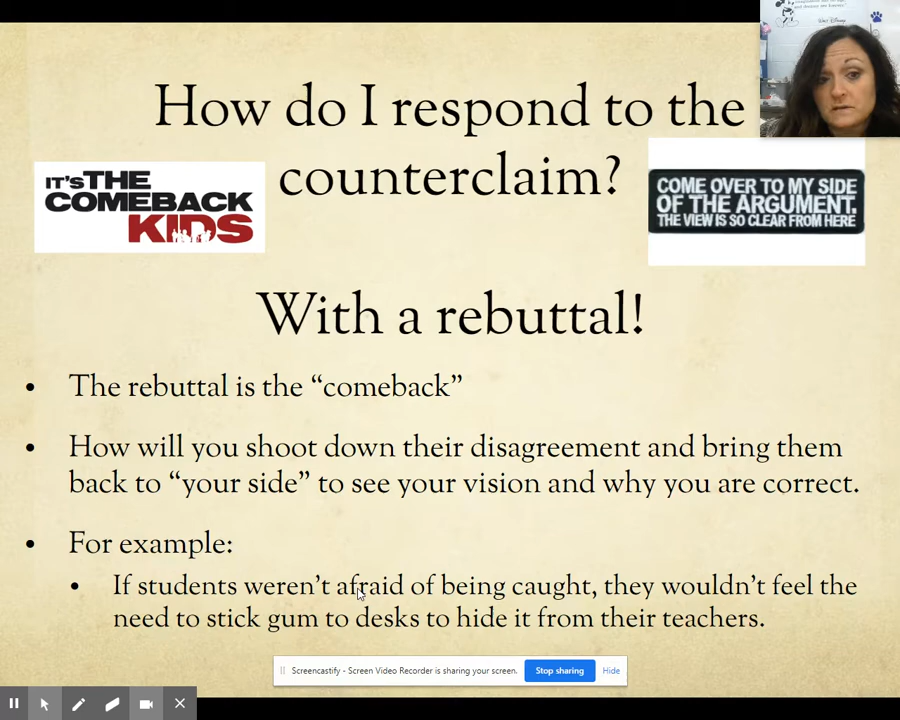 How do I respond to the
counterclaim?
IT'S THE
COMEBACK
KIDS
COME OVER TO MY SIDE
OF THE ARGUMENT.
THE VIEW IS SO CLEAR FROM HERE
With a rebuttal!
• The rebuttal is the “comeback”
• How will you shoot down their disagreement and bring them
back to “your side” to see your vision and why you are correct.
• For example:
• If students weren’t afraid of being caught, they wouldn’t feel the
need to stick gum to desks to hide it from their teachers.
Screencastify - Screen Video Recorder is sharing your screen. Stop sharing Hide